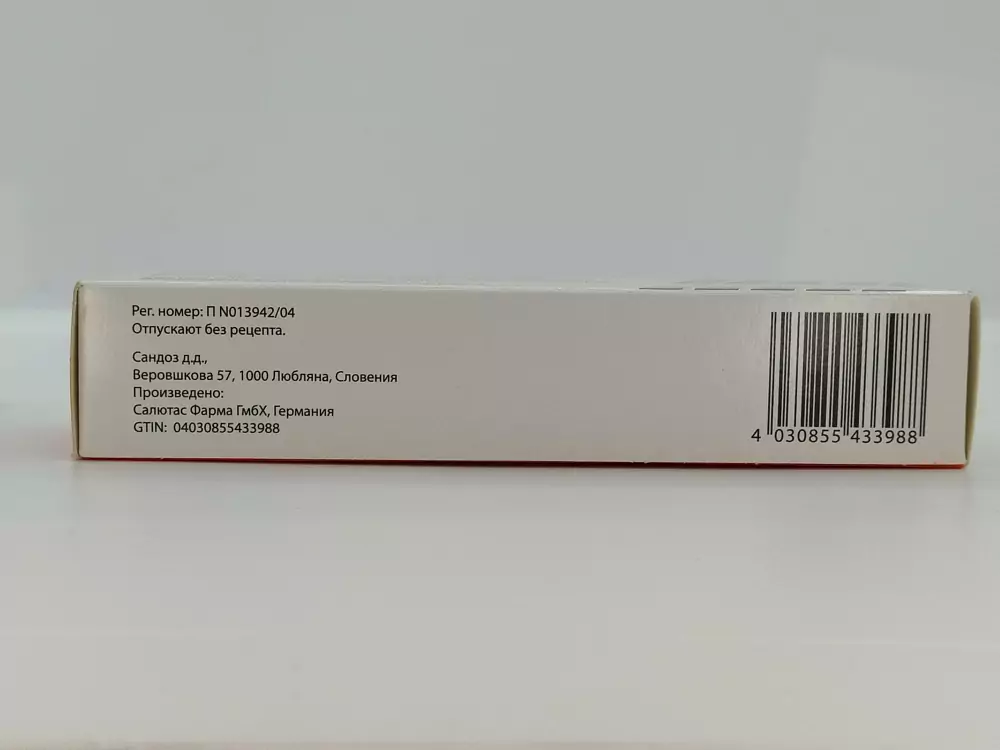 Рег. номер: П N013942/04
Отпускают без рецепта.
Сандоз д.д.,
Веровшкова 57, 1000 Любляна, Словения
Произведено:
Салютас Фарма ГмбХ, Германия
GTIN: 04030855433988
4 030855 433988